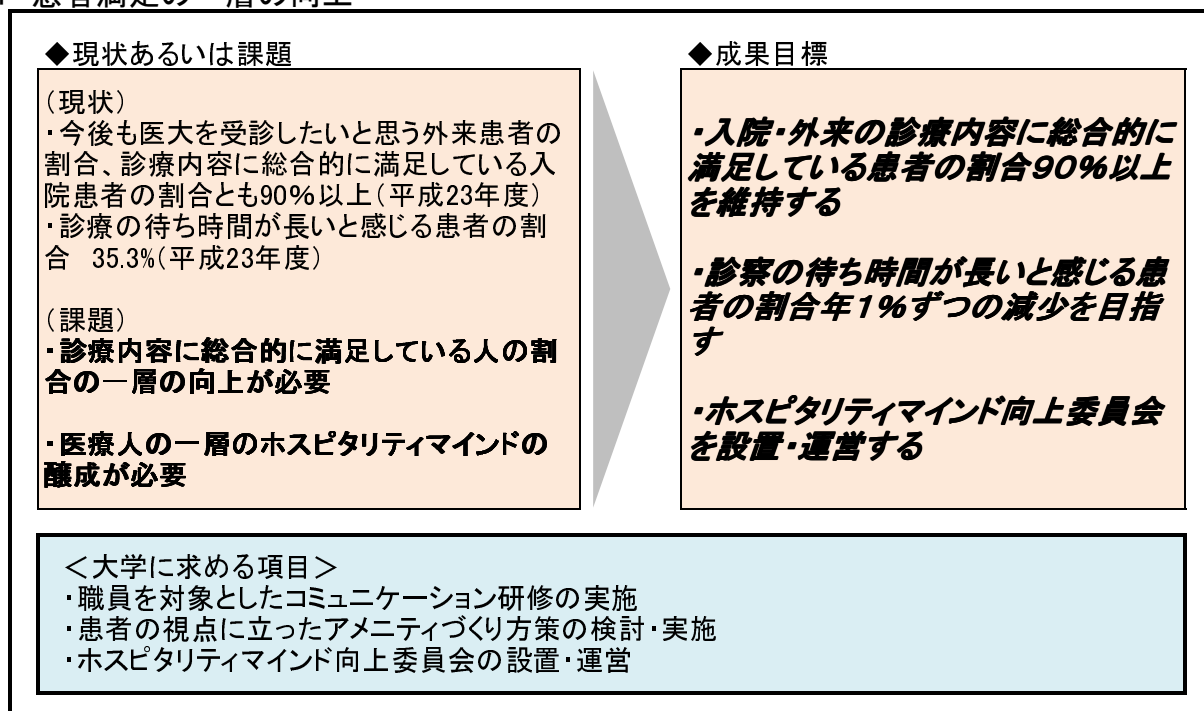 患者満足の一層の向上
◆現状あるいは課題
(現状)
・今後も医大を受診したいと思う外来患者の
割合、診療内容に総合的に満足している入
院患者の割合とも90%以上(平成23年度)
・診療の待ち時間が長いと感じる患者の割
合 35.3%(平成23年度)
(課題)
・診療内容に総合的に満足している人の割
合の一層の向上が必要
・医療人の一層のホスピタリティマインドの
醸成が必要
◆成果目標
・入院・外来の診療内容に総合的に
満足している患者の割合90%以上
を維持する
・診察の待ち時間が長いと感じる患
者の割合年1%ずつの減少を目指
す
・ホスピタリティマインド向上委員会
を設置・運営する
<大学に求める項目>
・職員を対象としたコミュニケーション研修の実施
・患者の視点に立ったアメニティづくり方策の検討・実施
・ホスピタリティマインド向上委員会の設置・運営